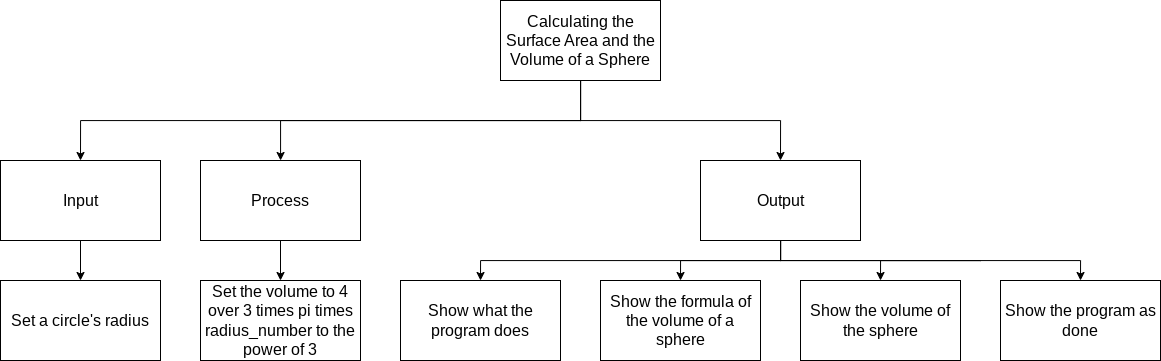 Calculating the
Surface Area and the
Volume of a Sphere
Input
Process
Output
Set a circle's radius
Set the volume to 4
over 3 times pi times
radius_number to the
power of 3
Show what the
program does
Show the formula of
the volume of a
sphere
Show the volume of
the sphere
Show the program as
done